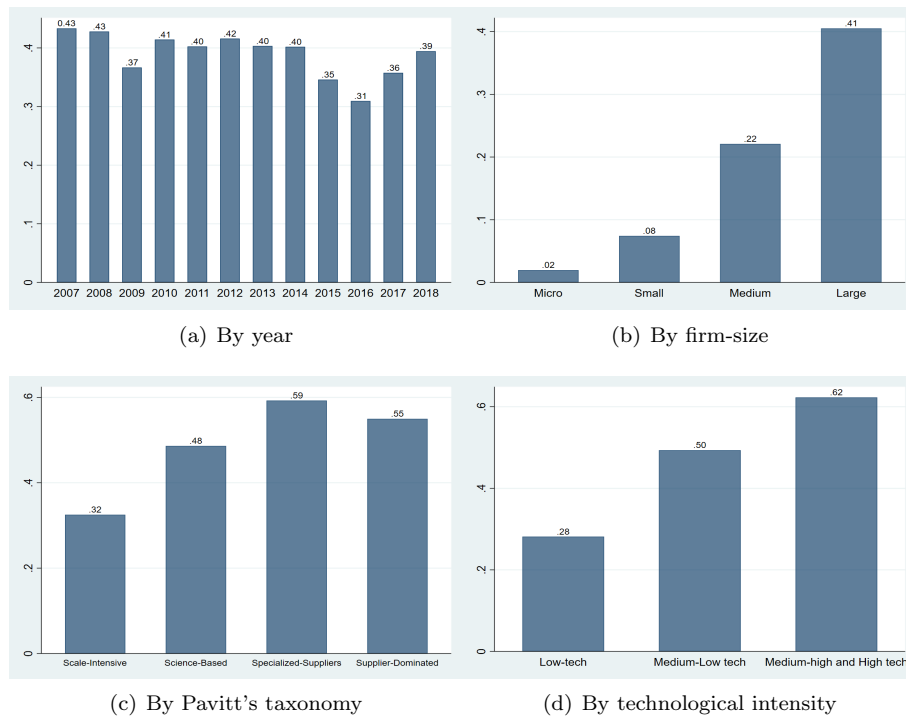 0.43 .43 .37 .41 .40 .42 .40 .40 .35 .31 .36 .39
.4
.3
.2
.1
0
2007 2008 2009 2010 2011 2012 2013 2014 2015 2016 2017 2018
(a) By year
.02 .08 .22 .41
.4
.3
.2
.1
0
Micro Small Medium Large
(b) By firm-size
.32 .48 .59 .55
.6
.4
.2
0
Scale-Intensive Science-Based Specialized-Suppliers Supplier-Dominated
(c) By Pavitt's taxonomy
.28 .50 .62
.6
.4
.2
0
Low-tech Medium-Low tech Medium-high and High tech
(d) By technological intensity